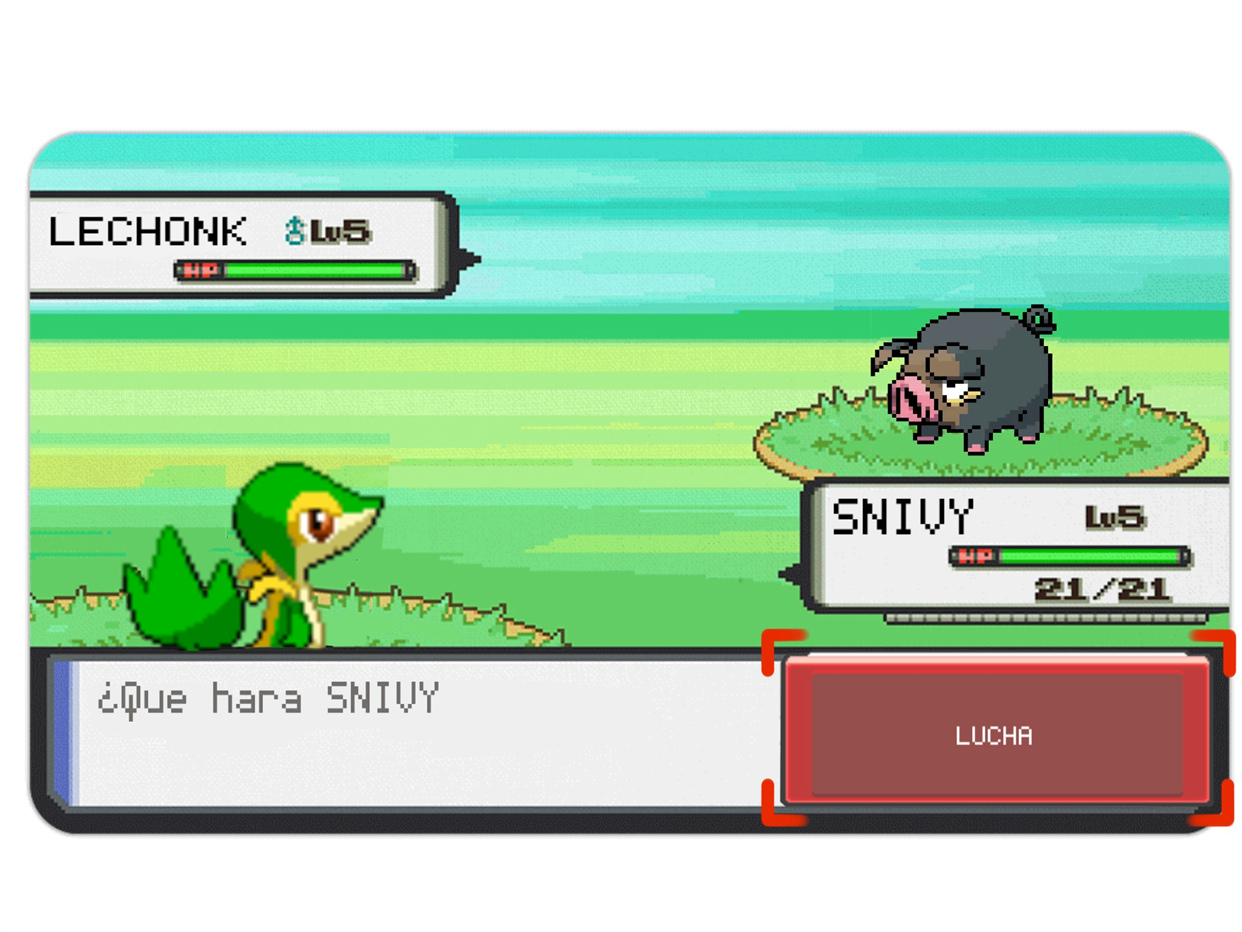 LECHONK ♂Lv5
HP
SNIVY Lv5
HP
21/21
¿Que hara SNIVY
LUCHA